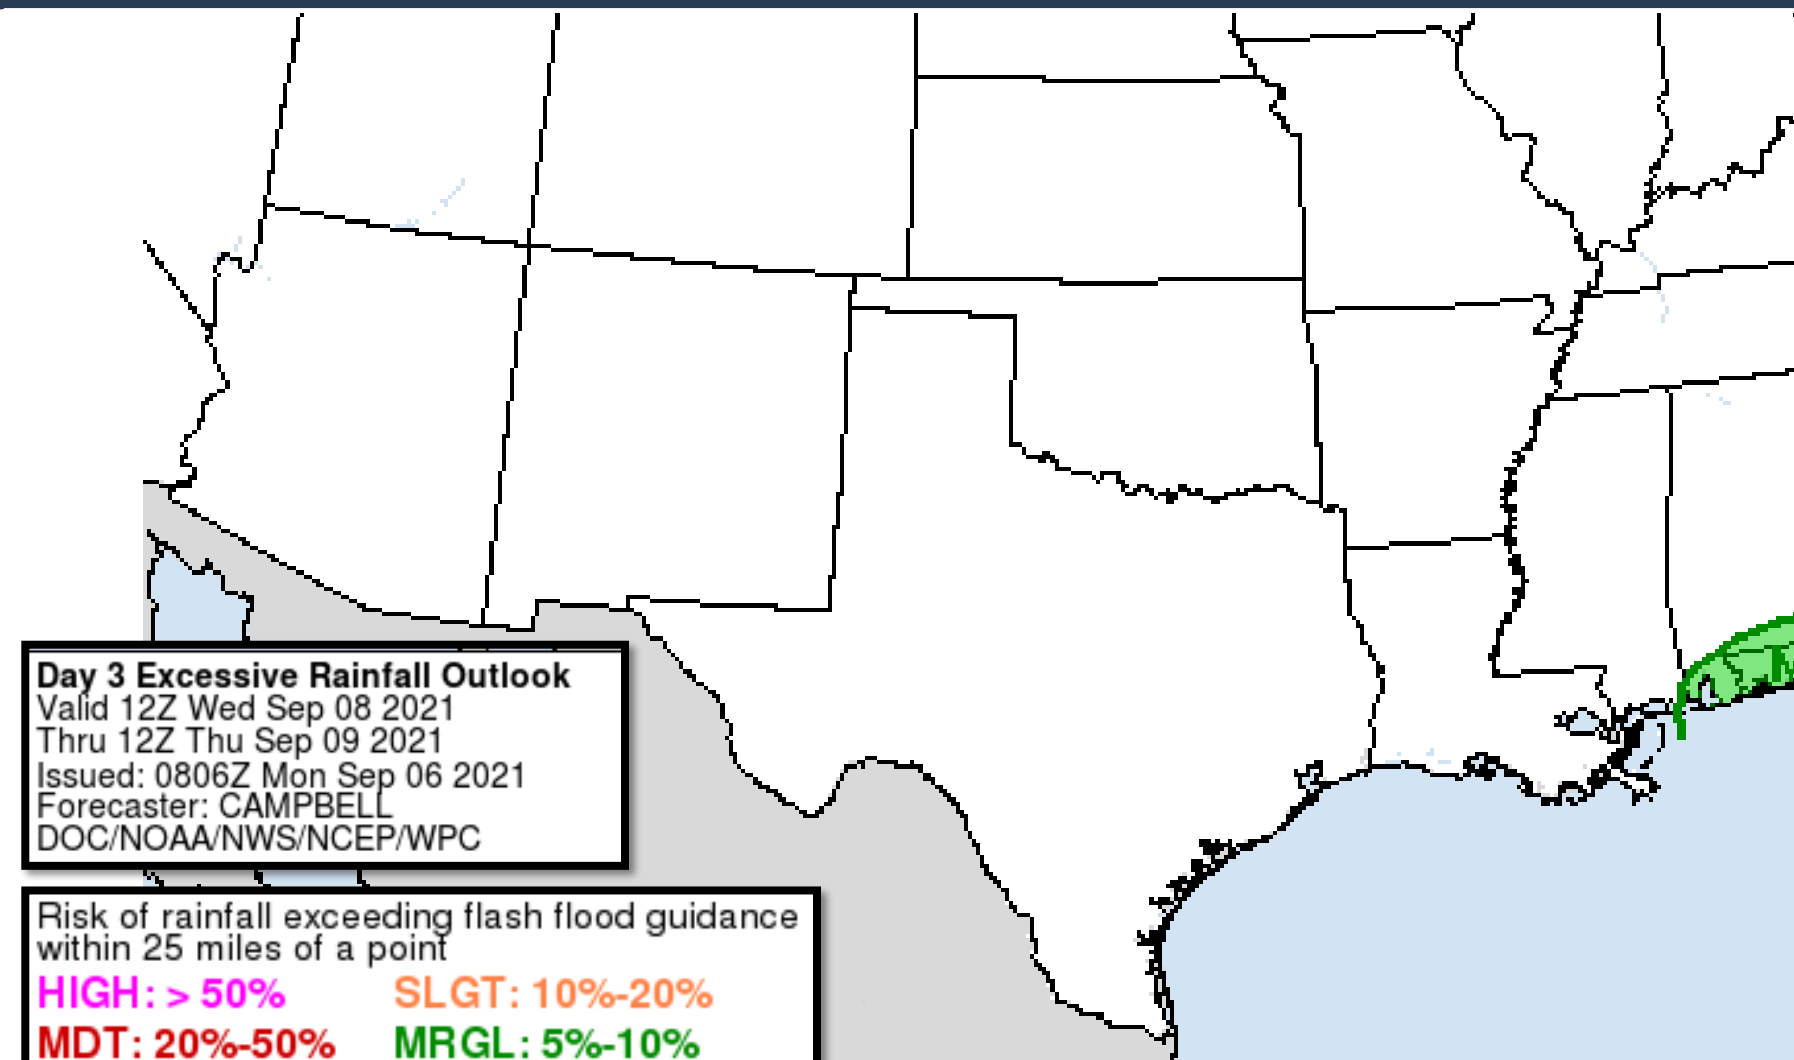 Day 3 Excessive Rainfall Outlook
Valid 12Z Wed Sep 08 2021
Thru 12Z Thu Sep 09 2021
Issued: 0806Z Mon Sep 06 2021
Forecaster: CAMPBELL
DOC/NOAA/NWS/NCEP/WPC
Risk of rainfall exceeding flash flood guidance
within 25 miles of a point
HIGH: > 50% SLGT: 10%-20%
MDT: 20%-50% MRGL: 5%-10%